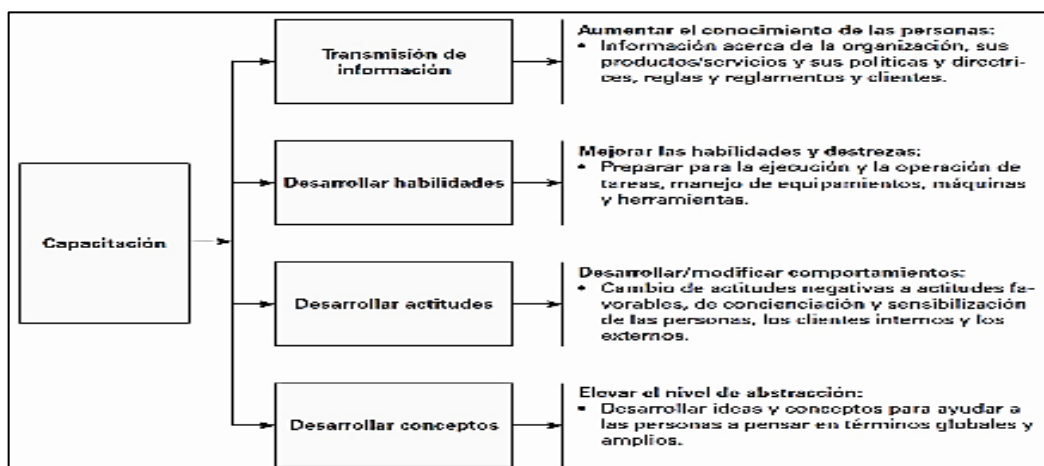 Capacitación
Transmisión de
información
Aumentar el conocimiento de las personas:
• Información acerca de la organización, sus
productos/servicios y sus políticas y directri-
ces, reglas y reglamentos y clientes.
Desarrollar habilidades
Mejorar las habilidades y destrezas:
• Preparar para la ejecución y la operación de
tareas, manejo de equipamientos, máquinas
y herramientas.
Desarrollar actitudes
Desarrollar/modificar comportamientos:
• Cambio de actitudes negativas a actitudes fa-
vorables, de concienciación y sensibilización
de las personas, los clientes internos y los
externos.
Desarrollar conceptos
Elevar el nivel de abstracción:
• Desarrollar ideas y conceptos para ayudar a
las personas a pensar en términos globales y
amplios.